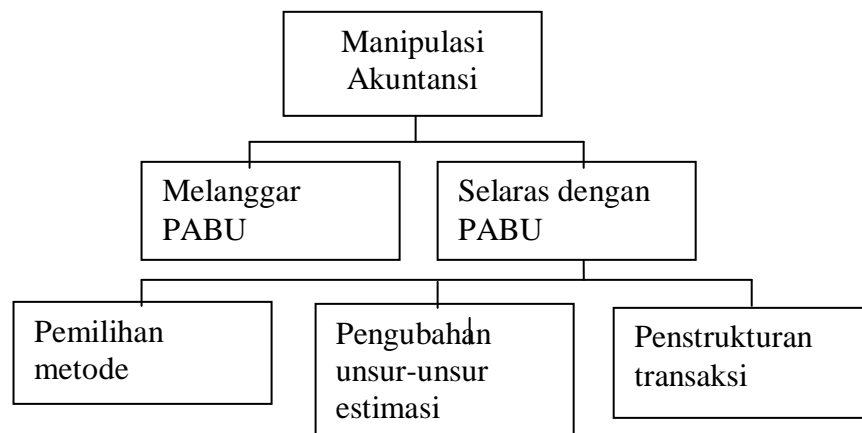 Manipulasi
Akuntansi
Melanggar
PABU
Selaras dengan
PABU
Pemilihan
metode
Pengubahan
unsur-unsur
estimasi
Penstrukturan
transaksi